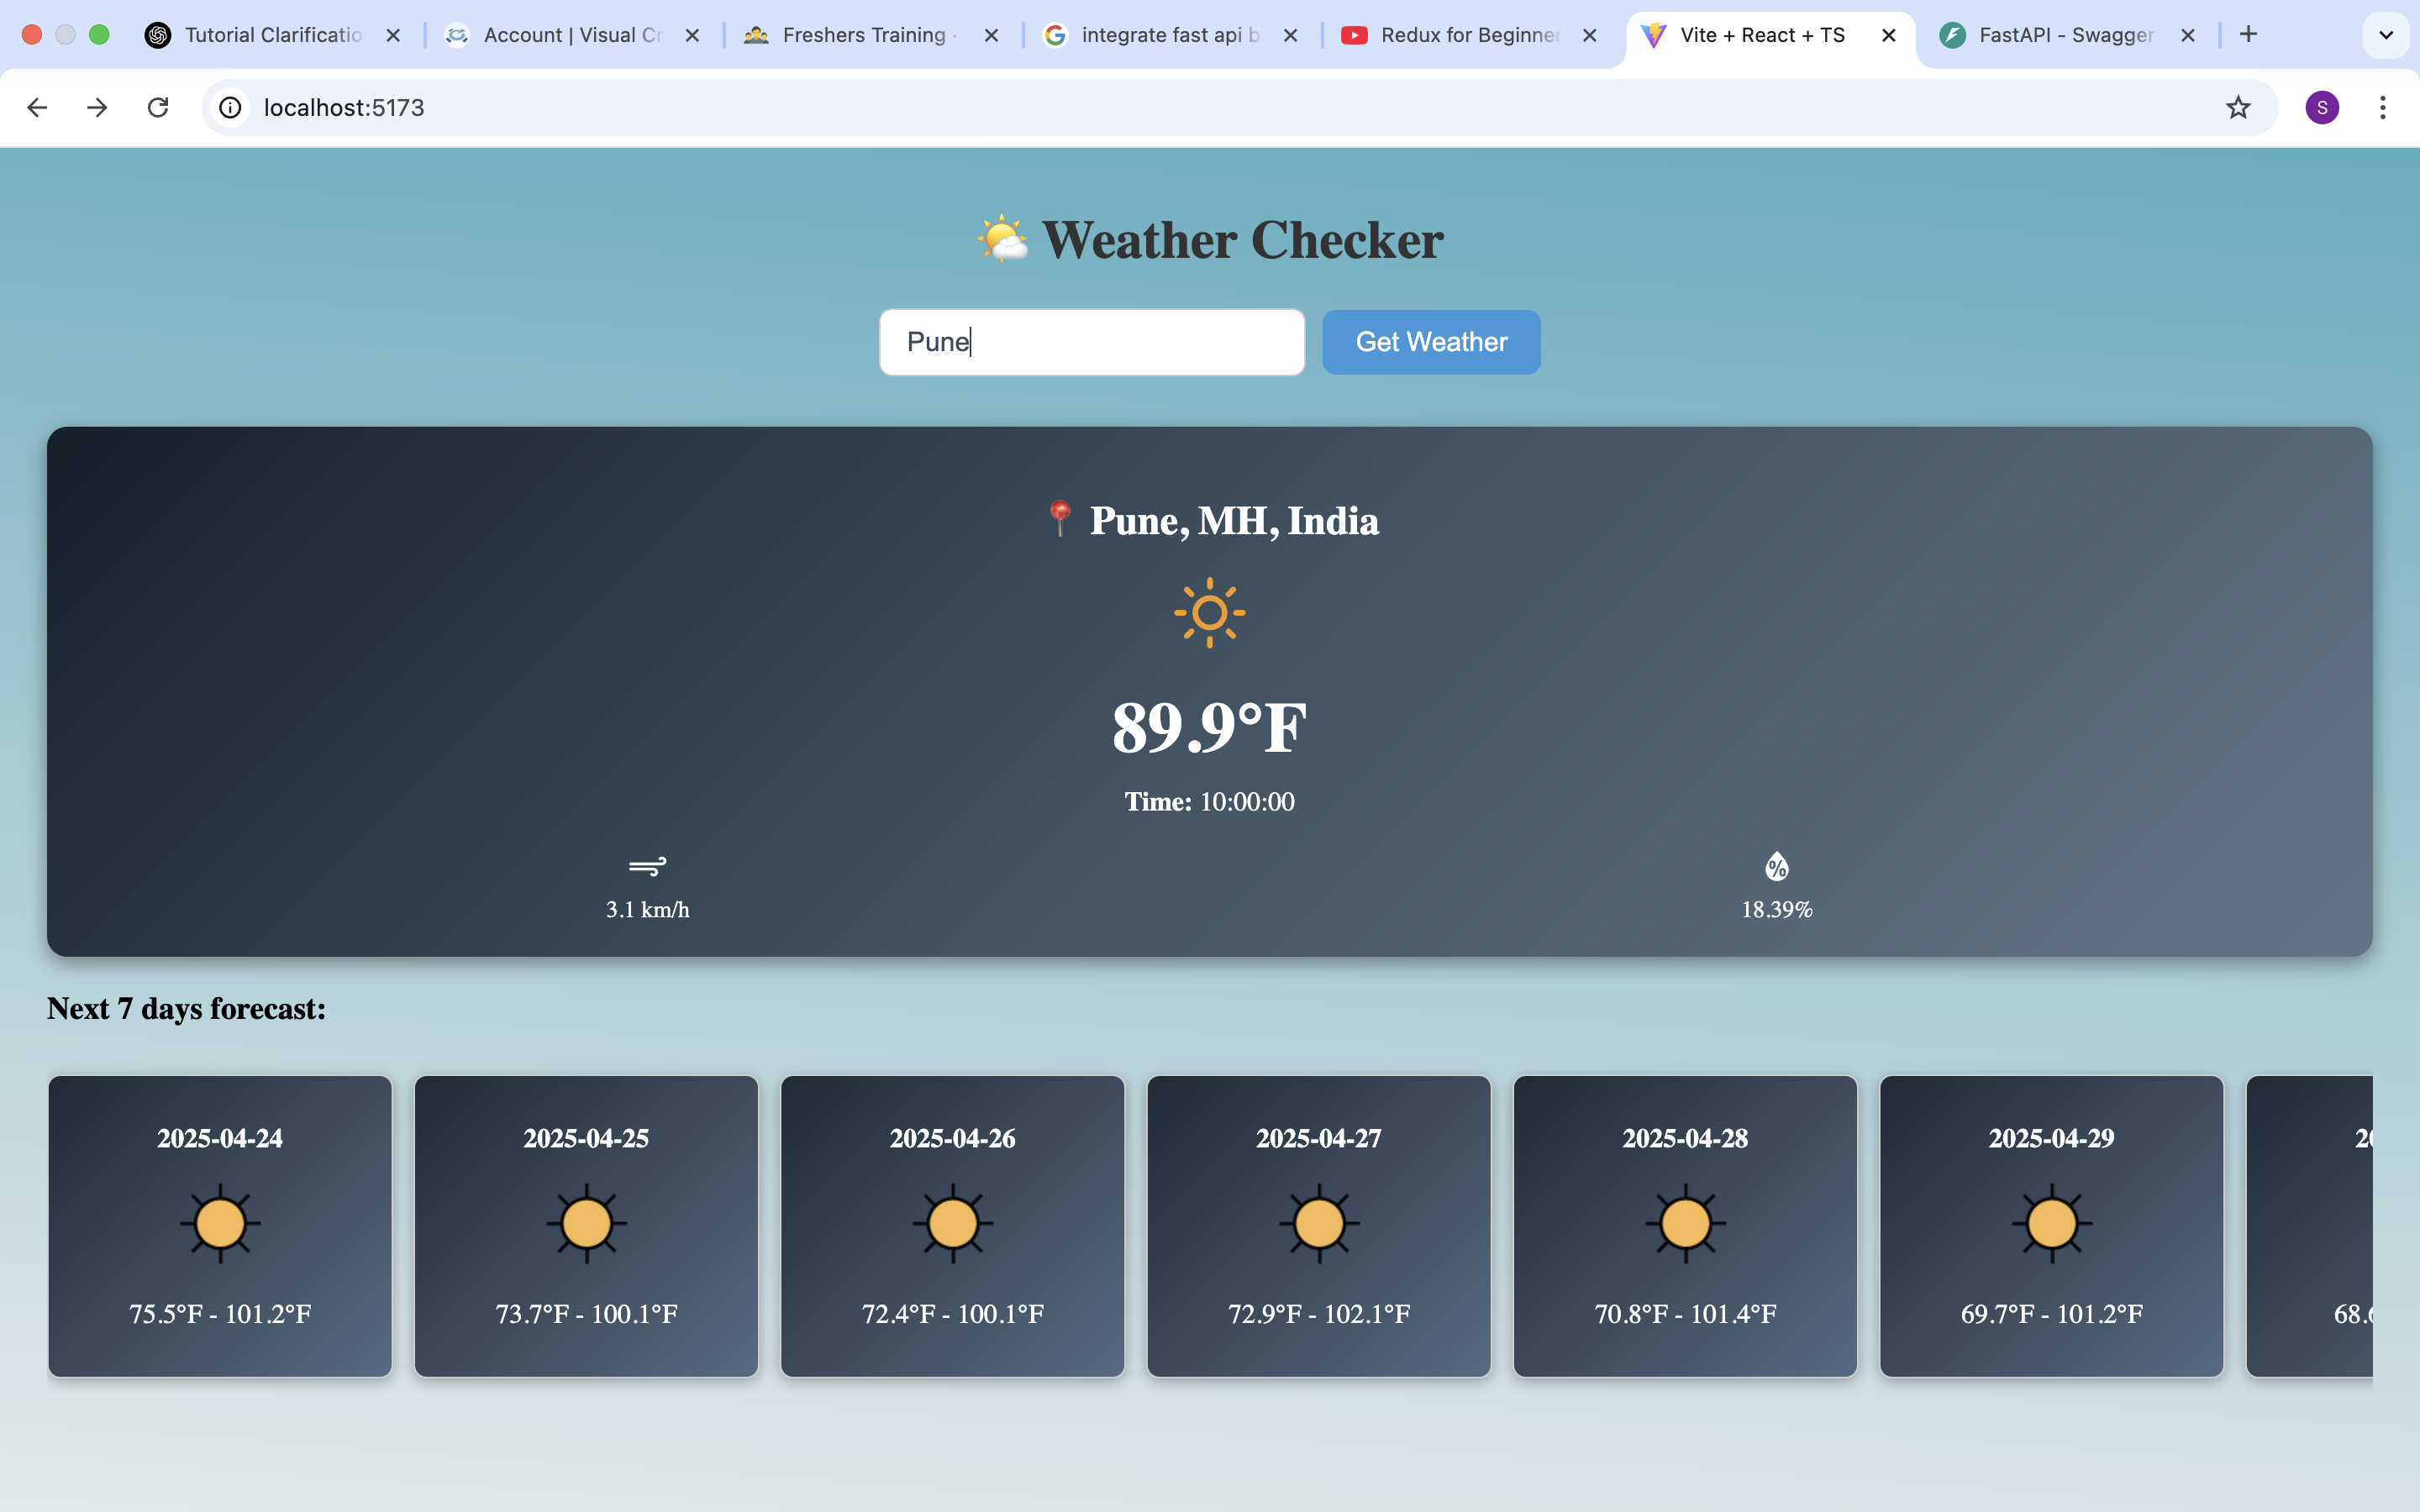 Tutorial Clarificatio
Account | Visual Cr
Freshers Training
integrate fast api b
Redux for Beginner
Vite + React + TS
FastAPI - Swagger
localhost:5173
S
Weather Checker
Pune
Get Weather
Pune, MH, India
89.9°F
Time: 10:00:00
%
3.1 km/h
18.39%
Next 7 days forecast:
2025-04-24
2025-04-25
2025-04-26
2025-04-27
2025-04-28
2025-04-29
75.5°F - 101.2°F
73.7°F - 100.1°F
72.4°F - 100.1°F
72.9°F - 102.1°F
70.8°F - 101.4°F
69.7°F - 101.2°F